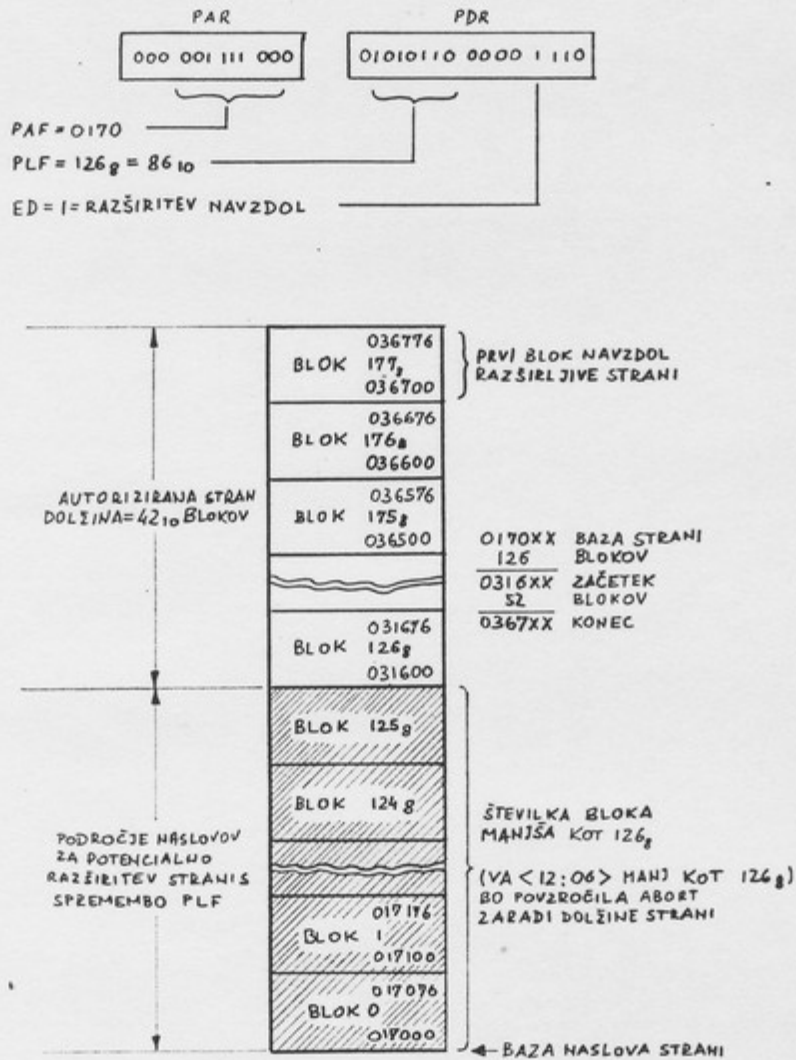 PAR PDR
000 001 111 000 01010110 0000 1 110
PAF = 0170
PLF = 126₈ = 86₁₀
ED = 1 = RAZŠIRITEV NAVZDOL
036776
BLOK 177₈
036700
PRVI BLOK NAVZDOL
RAZŠIRLJIVE STRANI
036676
BLOK 176₈
036600
AUTORIZIRANA STRAN
DOLŽINA=42₁₀ BLOKOV
036576
BLOK 175₈
036500
0170XX BAZA STRANI
126 BLOKOV
0316XX ZAČETEK
52 BLOKOV
0367XX KONEC
031676
BLOK 126₈
031600
BLOK 125₈
BLOK 124₈
ŠTEVILKA BLOKA
MANJŠA KOT 126₈
(VA <12:06> MANJ KOT 126₈)
BO POVZROČILA ABORT
ZARADI DOLŽINE STRANI
PODROČJE NASLOVOV
ZA POTENCIALNO
RAZŠIRITEV STRANI S
SPREMEMBO PLF
017176
BLOK 1
017100
017076
BLOK 0
017000
BAZA NASLOVA STRANI